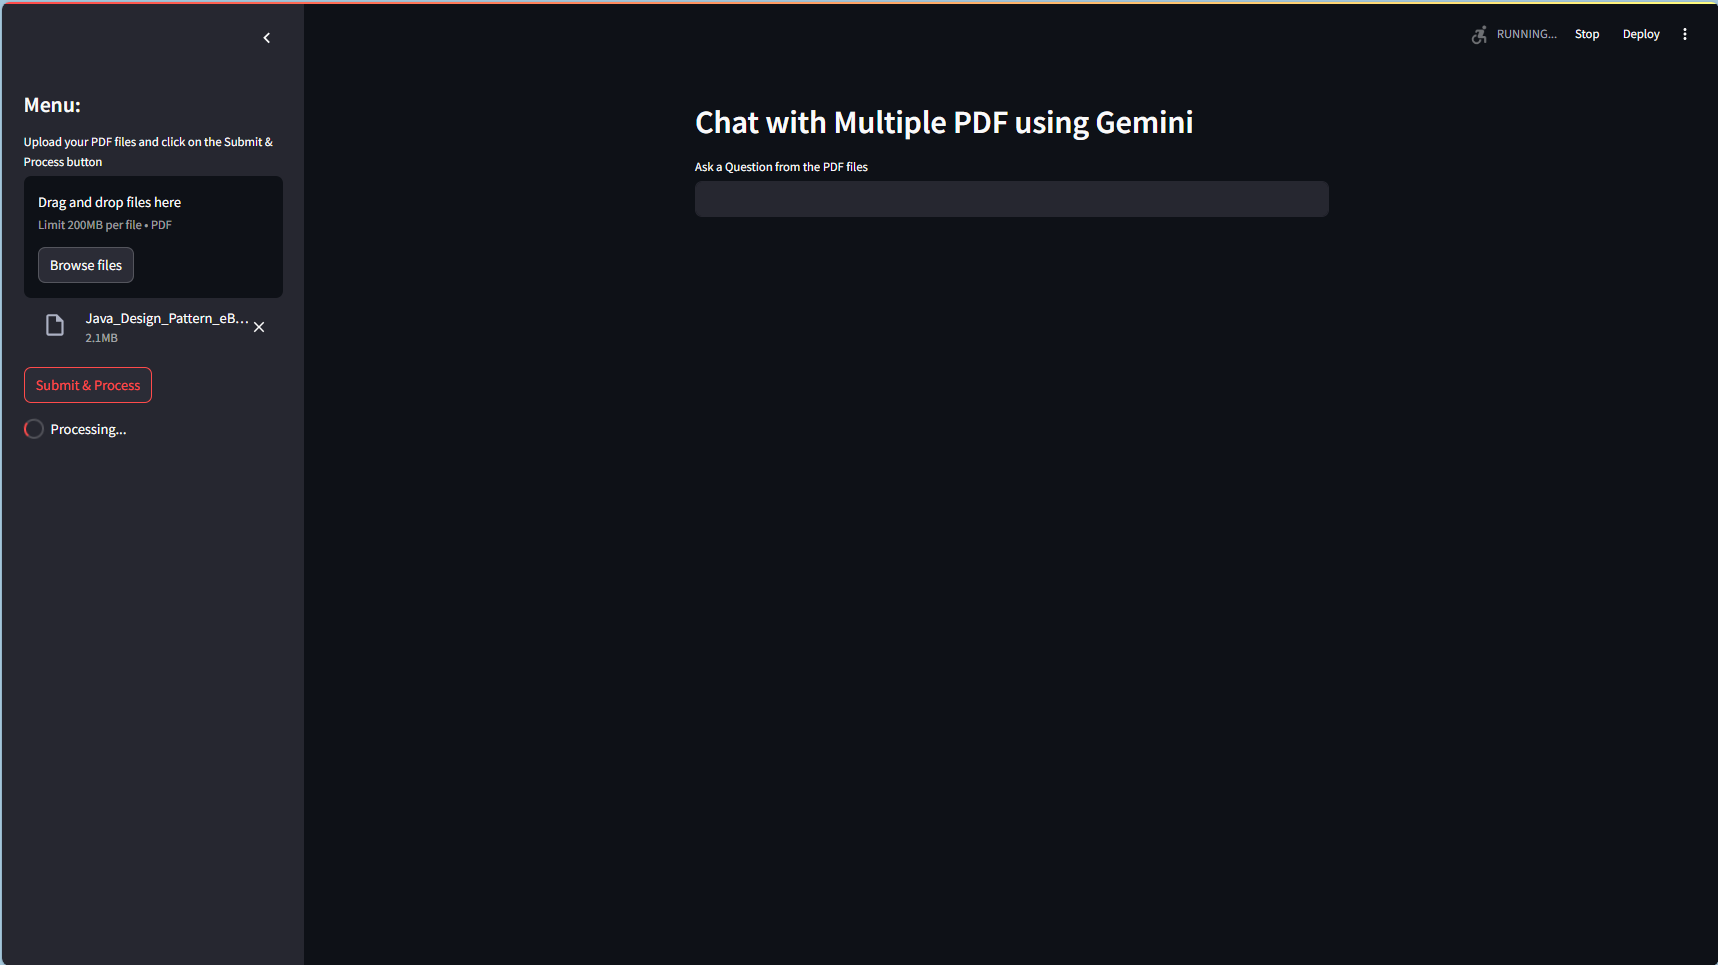 RUNNING...
Stop
Deploy
Menu:
Upload your PDF files and click on the Submit &
Process button
Drag and drop files here
Limit 200MB per file • PDF
Browse files
Java_Design_Pattern_eB...
2.1MB
Submit & Process
Processing...
Chat with Multiple PDF using Gemini
Ask a Question from the PDF files